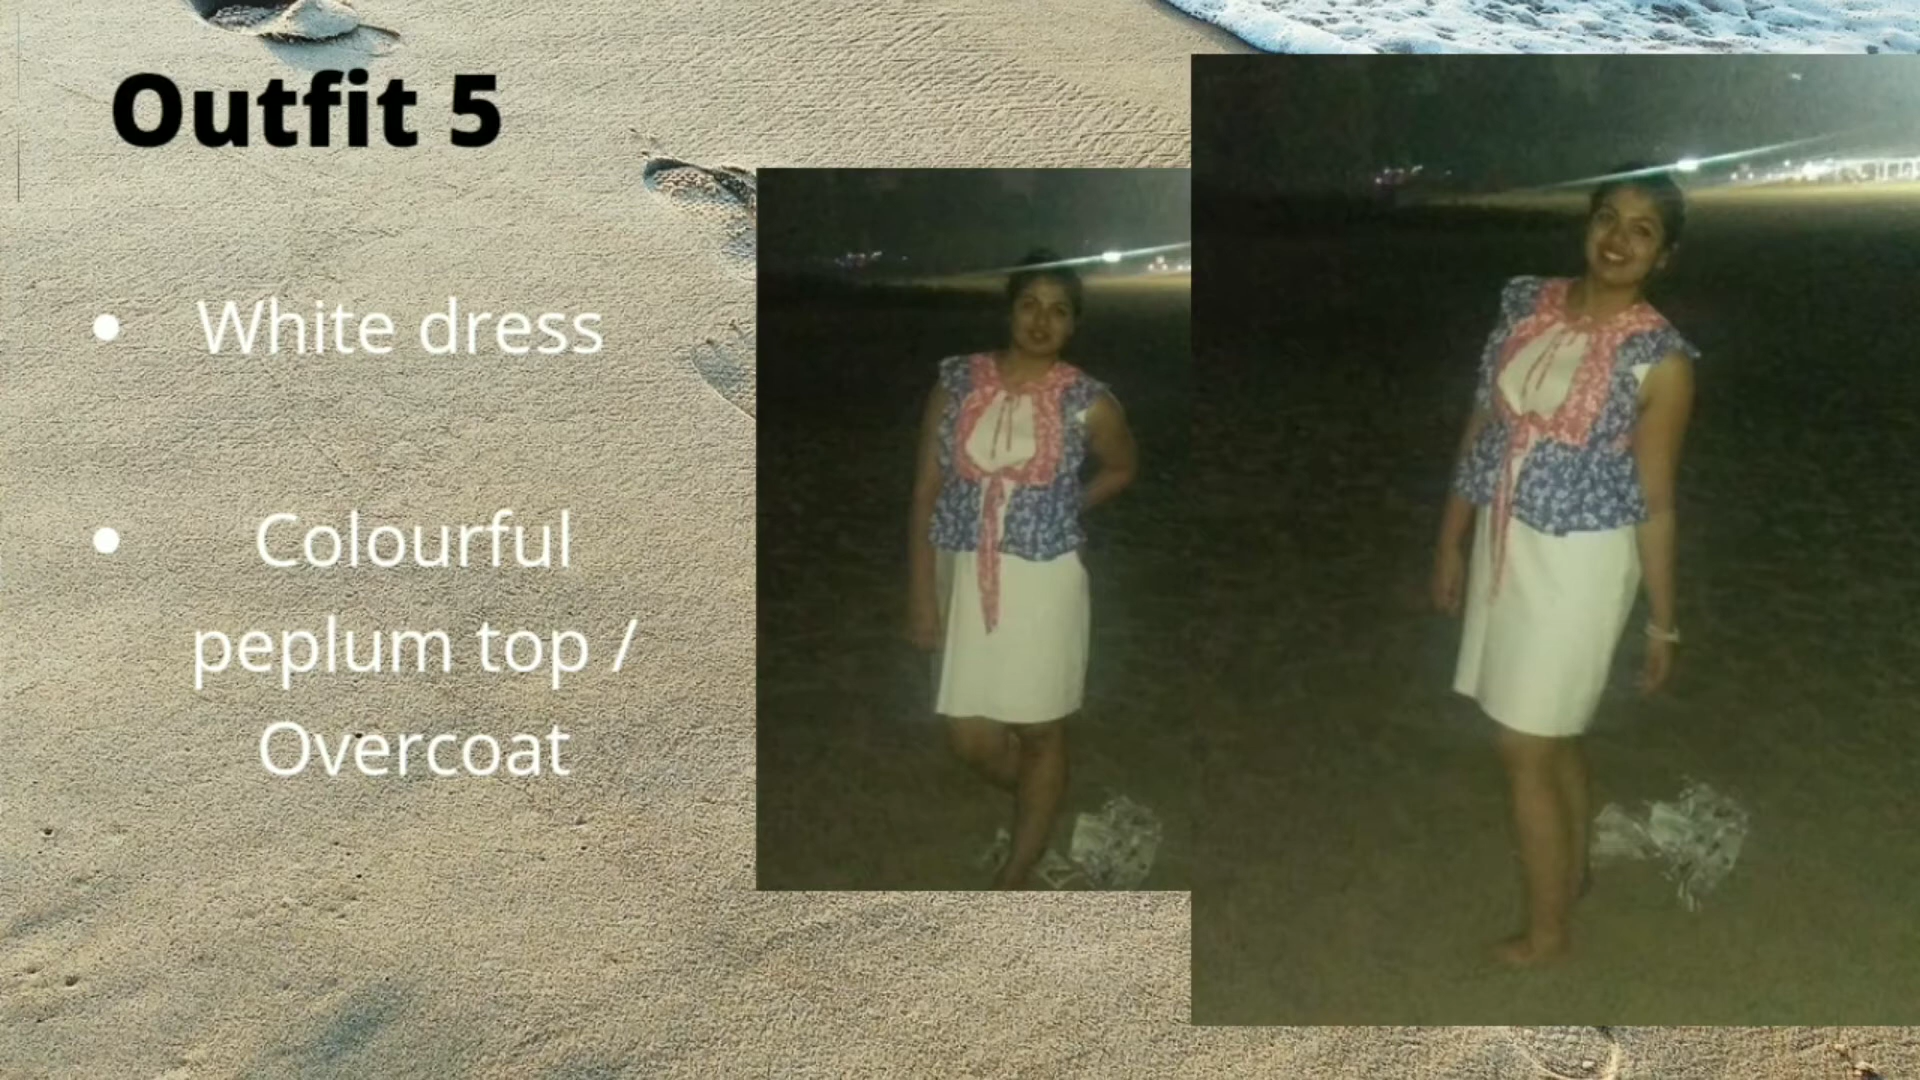 Outfit 5
• White dress
• Colourful
peplum top /
Overcoat